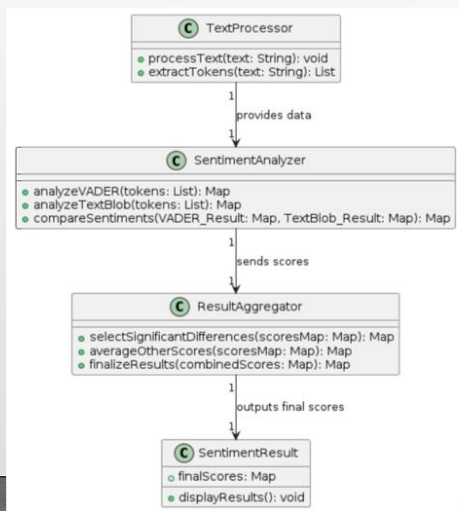 C TextProcessor
processText(text: String): void
extractTokens(text: String): List
1
provides data
1
C SentimentAnalyzer
analyzeVADER(tokens: List): Map
analyzeTextBlob(tokens: List): Map
compareSentiments(VADER_Result: Map, TextBlob_Result: Map): Map
1
sends scores
1
C ResultAggregator
selectSignificantDifferences(scoresMap: Map): Map
averageOtherScores(scoresMap: Map): Map
finalizeResults(combinedScores: Map): Map
1
outputs final scores
1
C SentimentResult
finalScores: Map
displayResults(): void